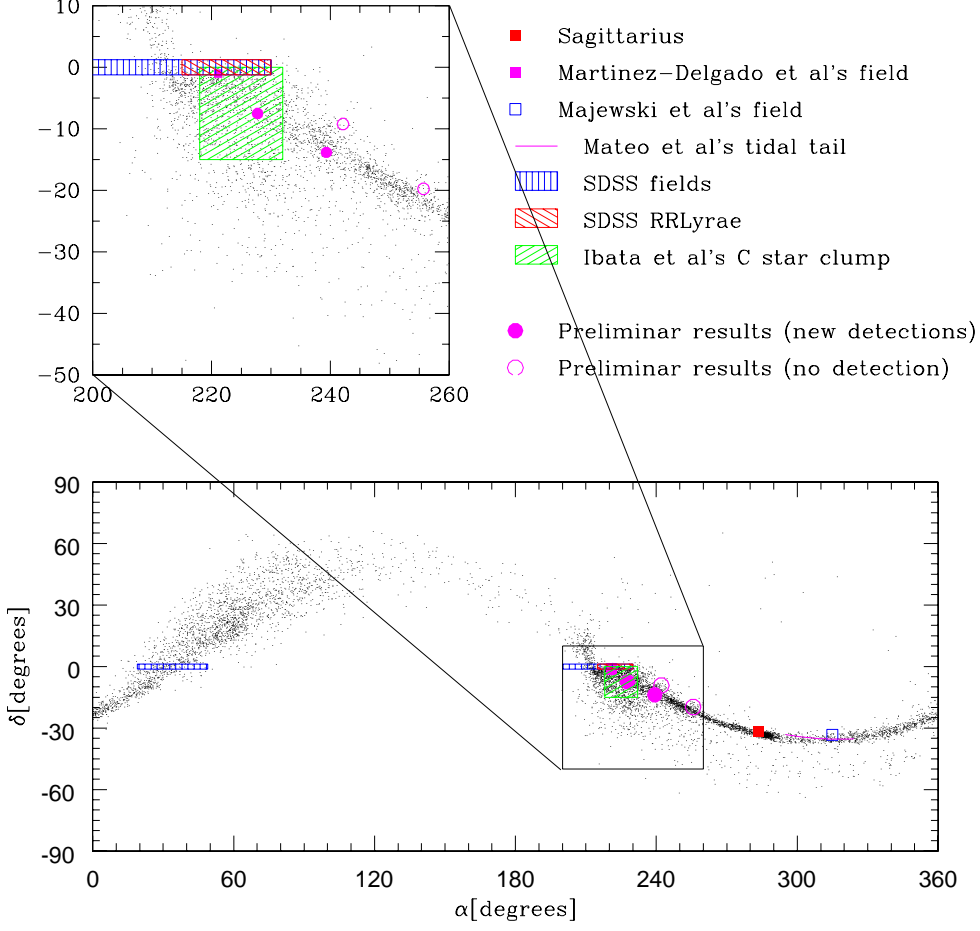 10
0
−10
−20
−30
−40
−50
200 220 240 260
Sagittarius
Martinez−Delgado et al's field
Majewski et al's field
Mateo et al's tidal tail
SDSS fields
SDSS RRLyrae
Ibata et al's C star clump
Preliminar results (new detections)
Preliminar results (no detection)
90
60
30
0
-30
-60
-90
δ[degrees]
0 60 120 180 240 300 360
α[degrees]